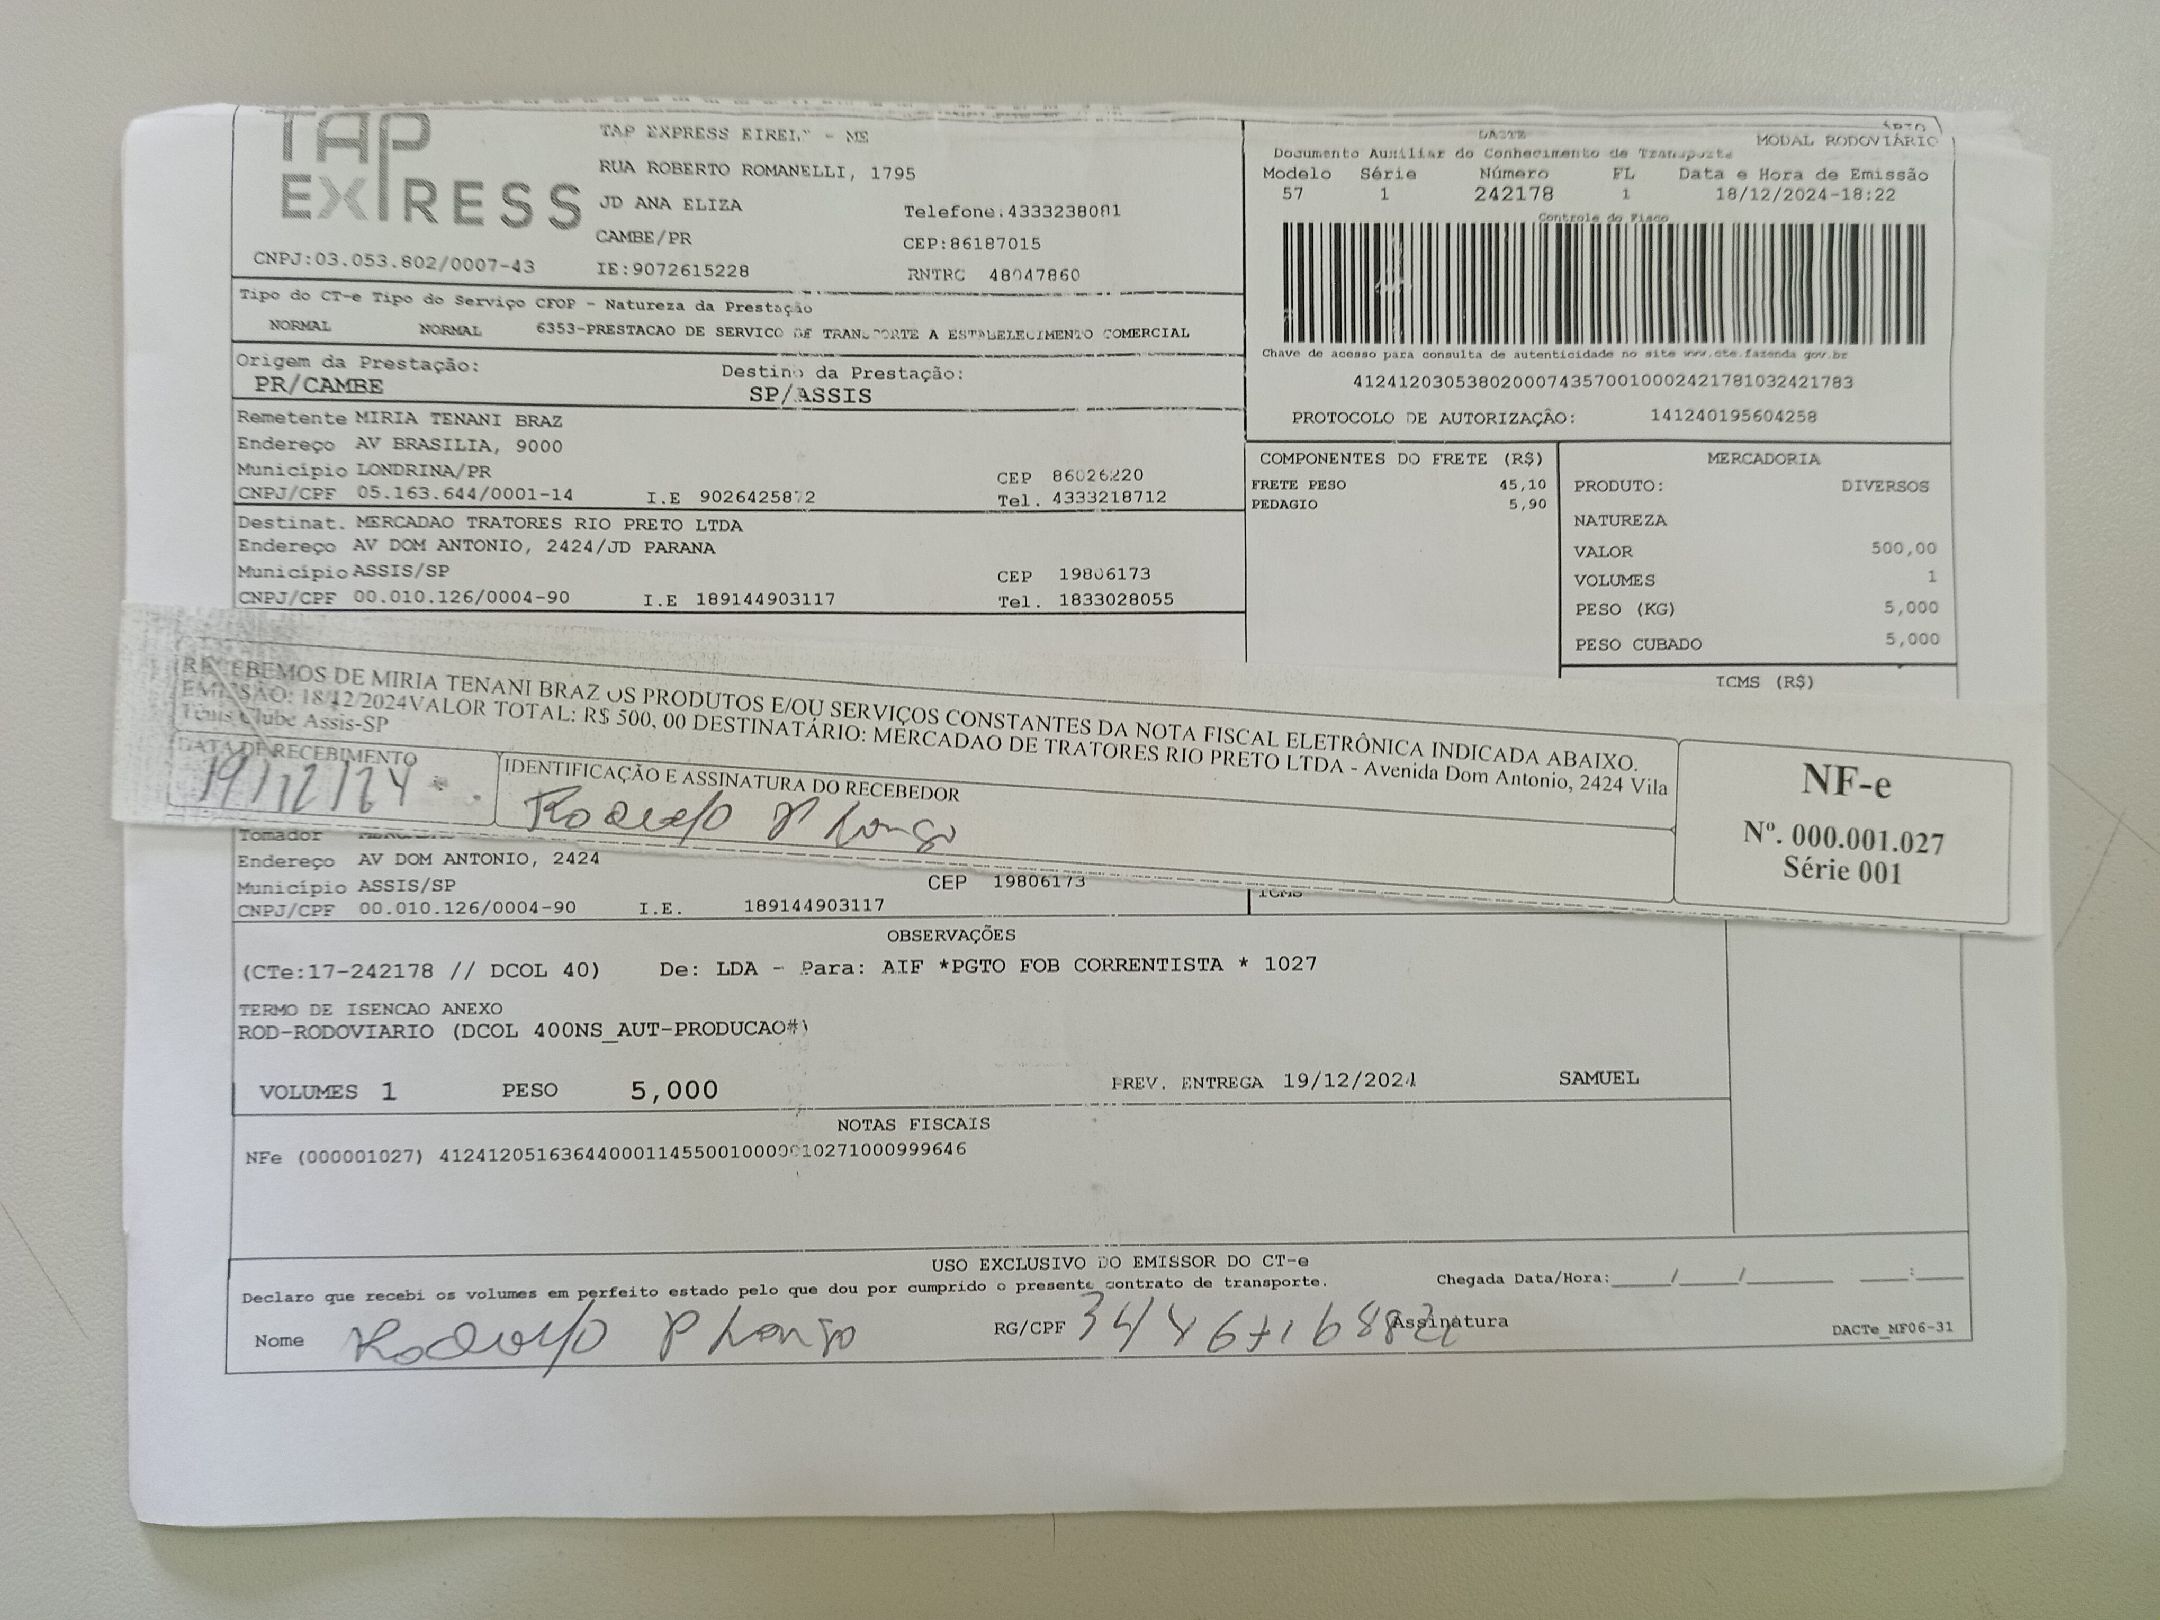 TAP
EXPRESS
CNPJ:03.053.802/0007-43
TAP EXPRESS EIRELI - ME
RUA ROBERTO ROMANELLI, 1795
JD ANA ELIZA
Telefone.4333238081
CAMBE/PR
CEP:86187015
IE:9072615228
RNTRC 48047860
DACTE
MODAL RODOVIÁRIO
Documento Auxiliar do Conhecimento de Transporte
Modelo Série Número FL Data e Hora de Emissão
57 1 242178 1 18/12/2024-18:22
Controle do Fisco
Chave de acesso para consulta de autenticidade no site www.cte.fazenda gov.br
41241203053802000743570010002421781032421783
PROTOCOLO DE AUTORIZAÇÃO: 141240195604258
Tipo do CT-e Tipo do Serviço CFOP - Natureza da Prestação
NORMAL NORMAL 6353-PRESTACAO DE SERVICO DE TRANSPORTE A ESTABELECIMENTO COMERCIAL
Origem da Prestação: Destino da Prestação:
PR/CAMBE SP/ASSIS
Remetente MIRIA TENANI BRAZ
Endereço AV BRASILIA, 9000
Município LONDRINA/PR CEP 86026220
CNPJ/CPF 05.163.644/0001-14 I.E 9026425872 Tel. 4333218712
Destinat. MERCADAO TRATORES RIO PRETO LTDA
Endereço AV DOM ANTONIO, 2424/JD PARANA
Município ASSIS/SP CEP 19806173
CNPJ/CPF 00.010.126/0004-90 I.E 189144903117 Tel. 1833028055
COMPONENTES DO FRETE (R$)
FRETE PESO 45,10
PEDAGIO 5,90
MERCADORIA
PRODUTO: DIVERSOS
NATUREZA
VALOR 500,00
VOLUMES 1
PESO (KG) 5,000
PESO CUBADO 5,000
ICMS (R$)
RECEBEMOS DE MIRIA TENANI BRAZ OS PRODUTOS E/OU SERVIÇOS CONSTANTES DA NOTA FISCAL ELETRÔNICA INDICADA ABAIXO.
EMISSÃO: 18/12/2024VALOR TOTAL: R$ 500, 00 DESTINATÁRIO: MERCADAO DE TRATORES RIO PRETO LTDA - Avenida Dom Antonio, 2424 Vila
Tênis Clube Assis-SP
DATA DE RECEBIMENTO
19/12/24
IDENTIFICAÇÃO E ASSINATURA DO RECEBEDOR
Rodolfo P Longo
NF-e
Nº. 000.001.027
Série 001
Tomador
Endereço AV DOM ANTONIO, 2424
Município ASSIS/SP CEP 19806173
CNPJ/CPF 00.010.126/0004-90 I.E. 189144903117
ICMS
OBSERVAÇÕES
(CTe:17-242178 // DCOL 40) De: LDA - Para: AIF *PGTO FOB CORRENTISTA * 1027
TERMO DE ISENCAO ANEXO
ROD-RODOVIARIO (DCOL 400NS_AUT-PRODUCAO#)
VOLUMES 1 PESO 5,000 PREV. ENTREGA 19/12/2024 SAMUEL
NOTAS FISCAIS
NFe (000001027) 41241205163644000114550010000010271000999646
USO EXCLUSIVO DO EMISSOR DO CT-e
Declaro que recebi os volumes em perfeito estado pelo que dou por cumprido o presente contrato de transporte. Chegada Data/Hora:____/____/______ ____:____
Nome Rodolfo P Longo RG/CPF Assinatura DACTe_MF06-31